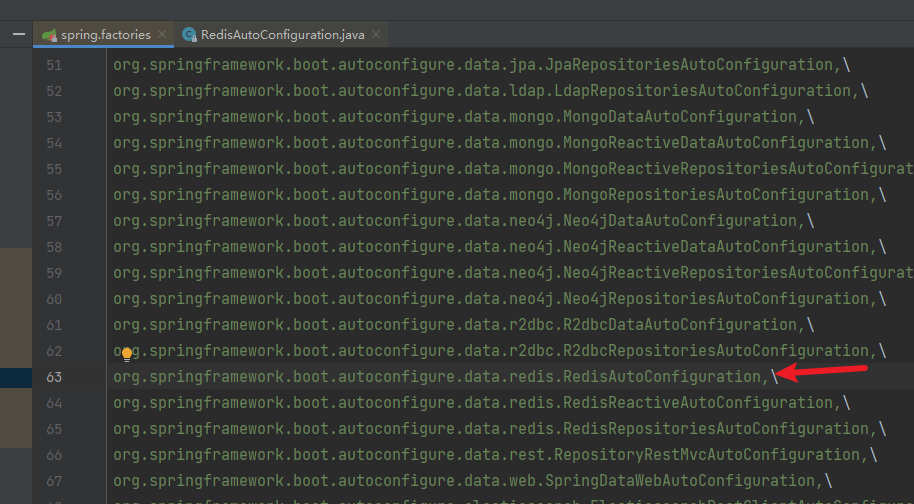 spring.factories
RedisAutoConfiguration.java
51 org.springframework.boot.autoconfigure.data.jpa.JpaRepositoriesAutoConfiguration,\
52 org.springframework.boot.autoconfigure.data.ldap.LdapRepositoriesAutoConfiguration,\
53 org.springframework.boot.autoconfigure.data.mongo.MongoDataAutoConfiguration,\
54 org.springframework.boot.autoconfigure.data.mongo.MongoReactiveDataAutoConfiguration,\
55 org.springframework.boot.autoconfigure.data.mongo.MongoReactiveRepositoriesAutoConfigurat
56 org.springframework.boot.autoconfigure.data.mongo.MongoRepositoriesAutoConfiguration,\
57 org.springframework.boot.autoconfigure.data.neo4j.Neo4jDataAutoConfiguration,\
58 org.springframework.boot.autoconfigure.data.neo4j.Neo4jReactiveDataAutoConfiguration,\
59 org.springframework.boot.autoconfigure.data.neo4j.Neo4jReactiveRepositoriesAutoConfigurat
60 org.springframework.boot.autoconfigure.data.neo4j.Neo4jRepositoriesAutoConfiguration,\
61 org.springframework.boot.autoconfigure.data.r2dbc.R2dbcDataAutoConfiguration,\
62 org.springframework.boot.autoconfigure.data.r2dbc.R2dbcRepositoriesAutoConfiguration,\
63 org.springframework.boot.autoconfigure.data.redis.RedisAutoConfiguration,\
64 org.springframework.boot.autoconfigure.data.redis.RedisReactiveAutoConfiguration,\
65 org.springframework.boot.autoconfigure.data.redis.RedisRepositoriesAutoConfiguration,\
66 org.springframework.boot.autoconfigure.data.rest.RepositoryRestMvcAutoConfiguration,\
67 org.springframework.boot.autoconfigure.data.web.SpringDataWebAutoConfiguration,\